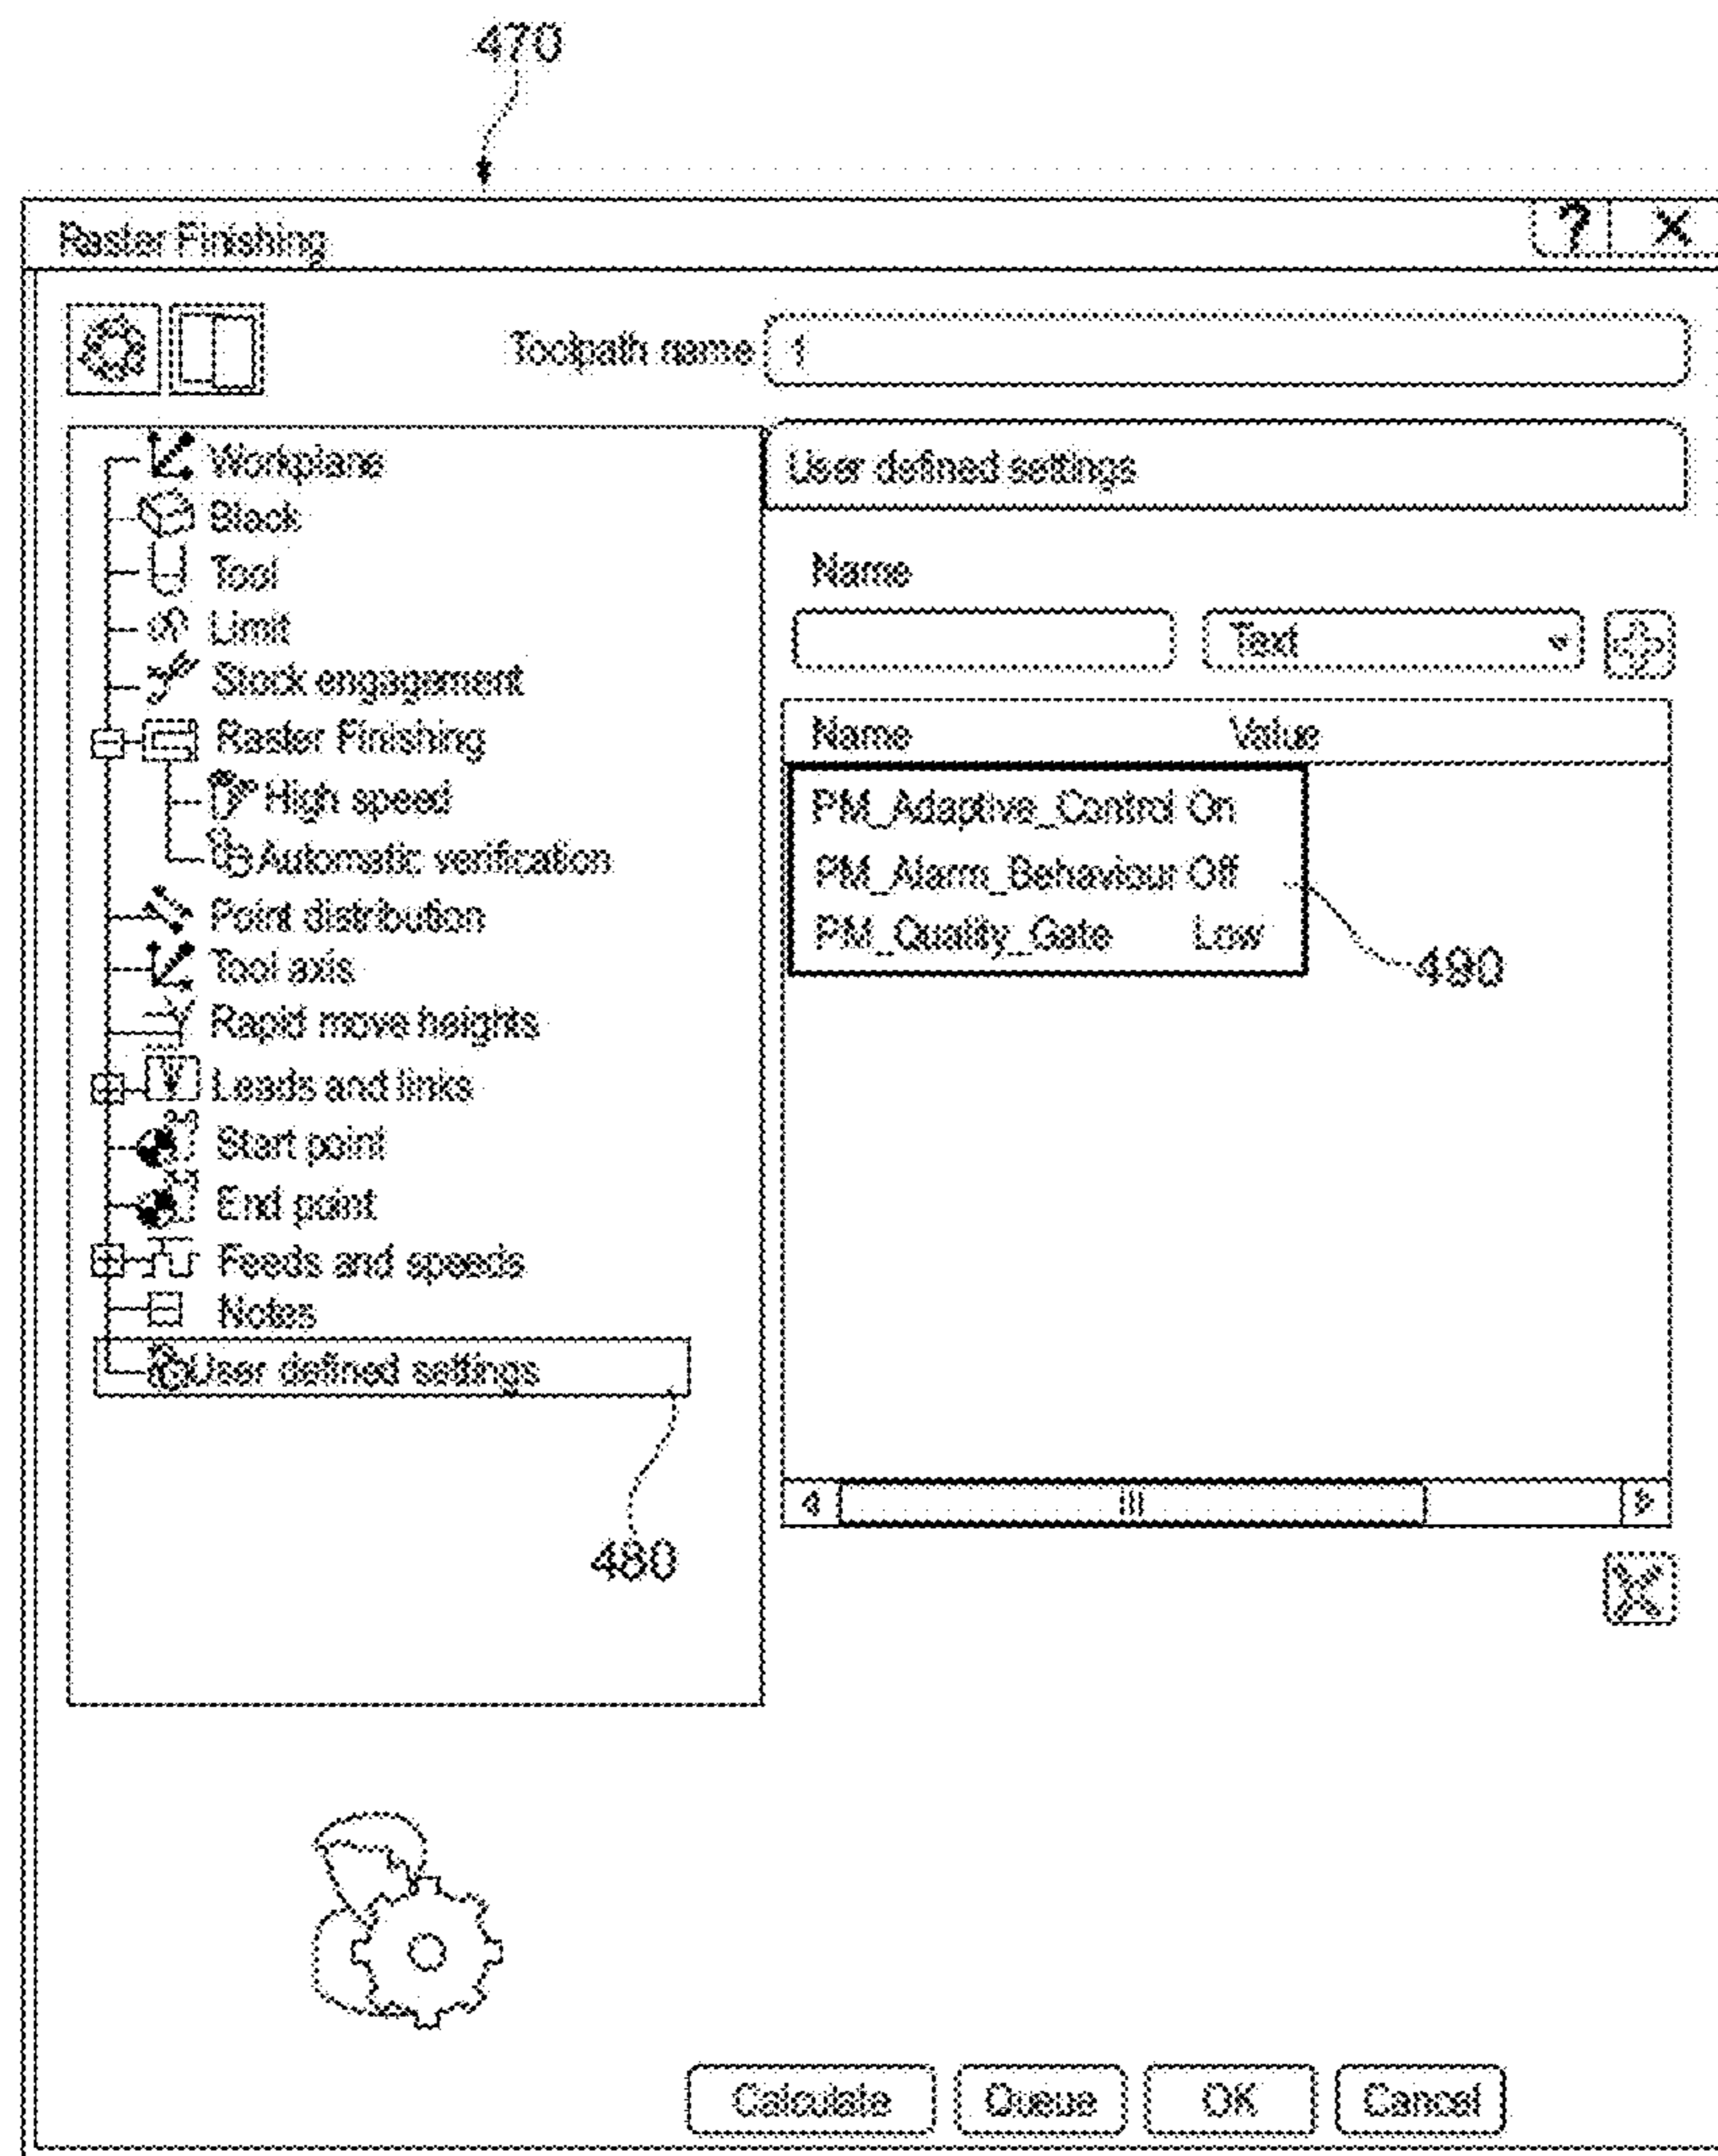 470
Raster Finishing ? ×
Toolpath name 1
Workplane
Black
Tool
Limit
Stock engagement
Raster Finishing
High speed
Automatic verification
Point distribution
Tool axis
Rapid move heights
Leads and links
Start point
End point
Feeds and speeds
Notes
User defined settings
480
User defined settings
Name
Text
Name Value
PM_Adaptive_Control On
PM_Alarm_Behaviour Off
PM_Quality_Gate Low
490
Calculate Queue OK Cancel